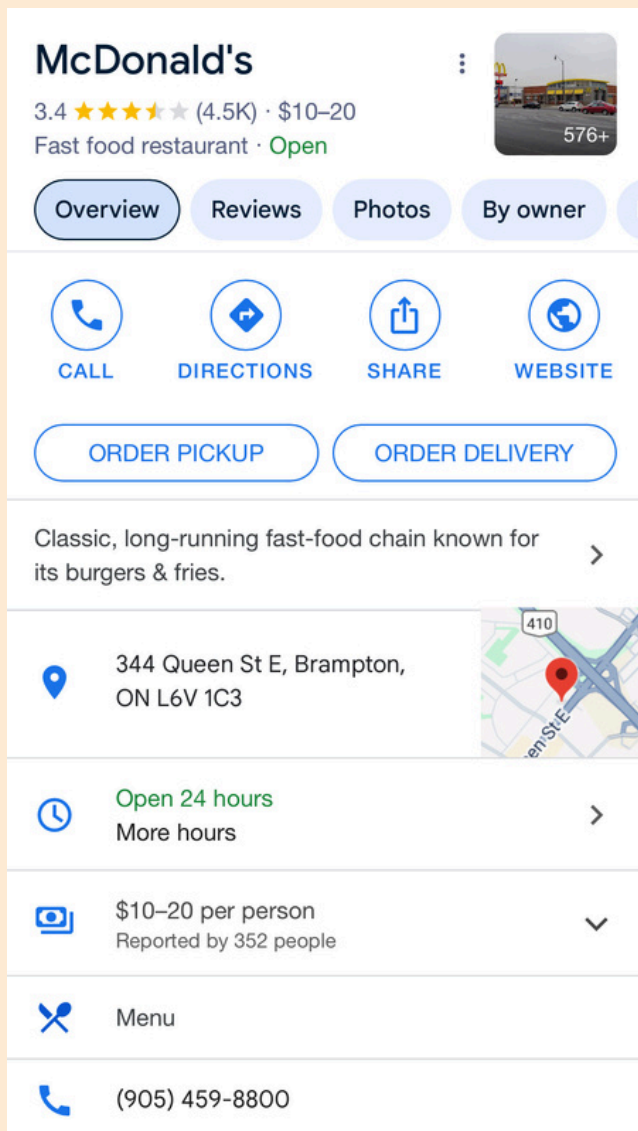 McDonald's
3.4 (4.5K) · $10–20
Fast food restaurant · Open
576+
Overview
Reviews
Photos
By owner
CALL
DIRECTIONS
SHARE
WEBSITE
ORDER PICKUP
ORDER DELIVERY
Classic, long-running fast-food chain known for
its burgers & fries.
344 Queen St E, Brampton,
ON L6V 1C3
410
en St E
Open 24 hours
More hours
$10–20 per person
Reported by 352 people
Menu
(905) 459-8800